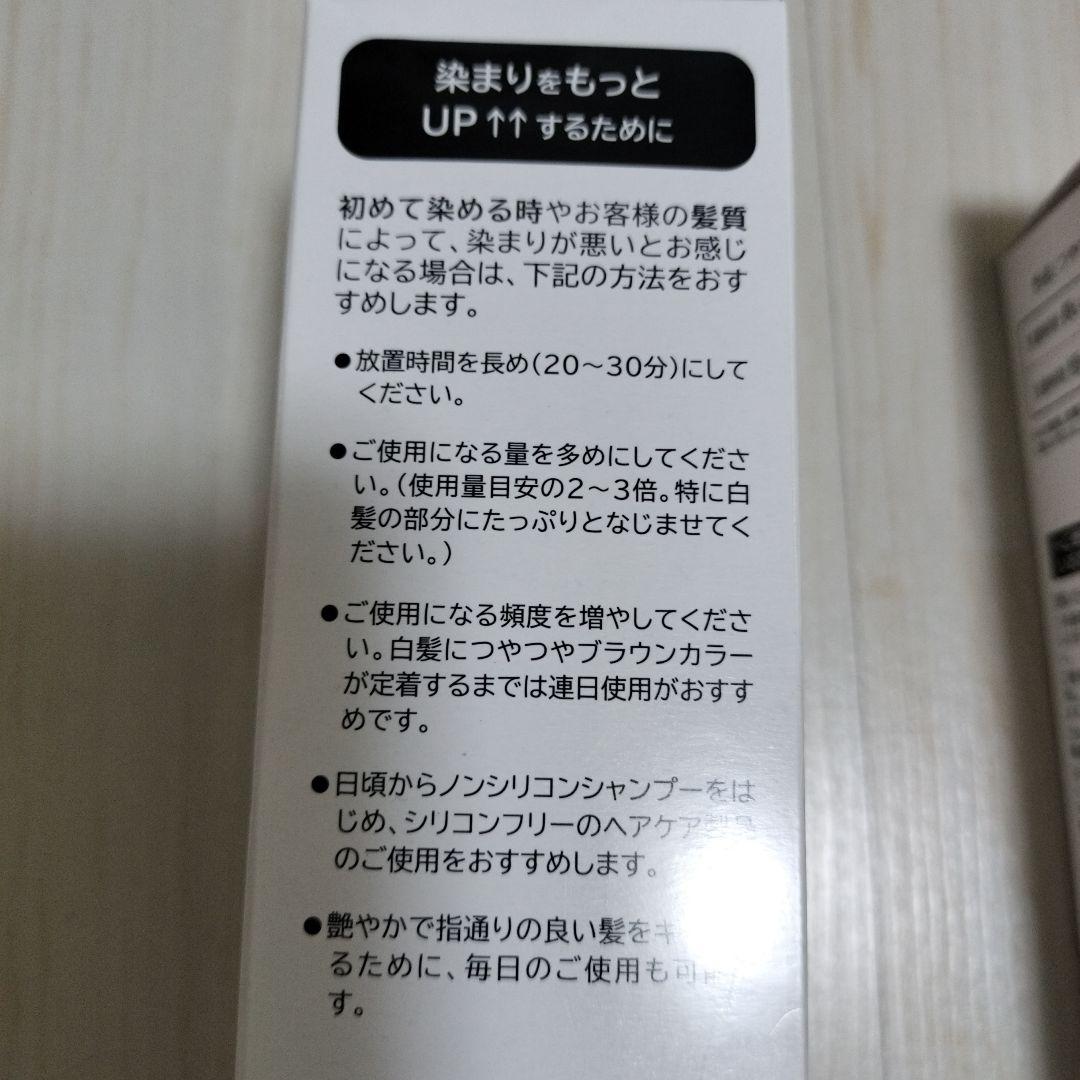 染まりをもっと
UP↑↑するために
初めて染める時やお客様の髪質
によって、染まりが悪いとお感じ
になる場合は、下記の方法をおす
すめします。
●放置時間を長め(20～30分)にして
ください。
●ご使用になる量を多めにしてくださ
い。(使用量目安の2～3倍。特に白
髪の部分にたっぷりとなじませてく
ださい。)
●ご使用になる頻度を増やしてくださ
い。白髪につやつやブラウンカラー
が定着するまでは連日使用がおすす
めです。
●日頃からノンシリコンシャンプーをは
じめ、シリコンフリーのヘアケア製品
のご使用をおすすめします。
●艶やかで指通りの良い髪をキ
るために、毎日のご使用も可能
す。